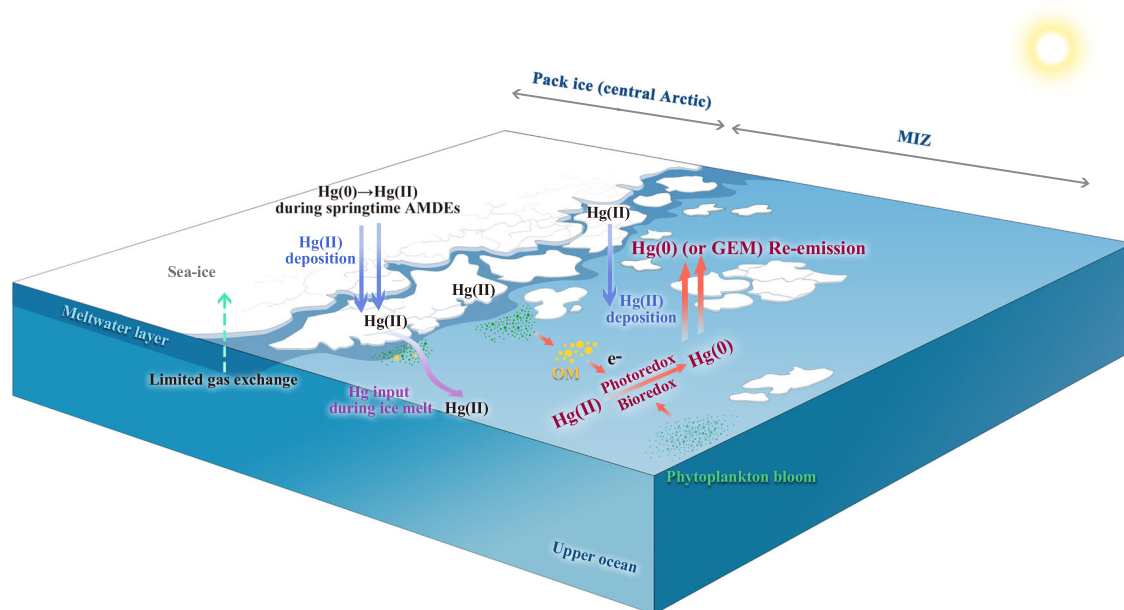 Pack ice (central Arctic)
MIZ
Hg(0)→Hg(II)
during springtime AMDEs
Hg(II)
deposition
Hg(II)
Hg(0) (or GEM) Re-emission
Sea-ice
Hg(II)
Hg(II)
deposition
Meltwater layer
Hg(II)
Limited gas exchange
Hg input
during ice melt
Hg(II)
OM
e-
Photoredox
Hg(0)
Hg(II)
Bioredox
Phytoplankton bloom
Upper ocean